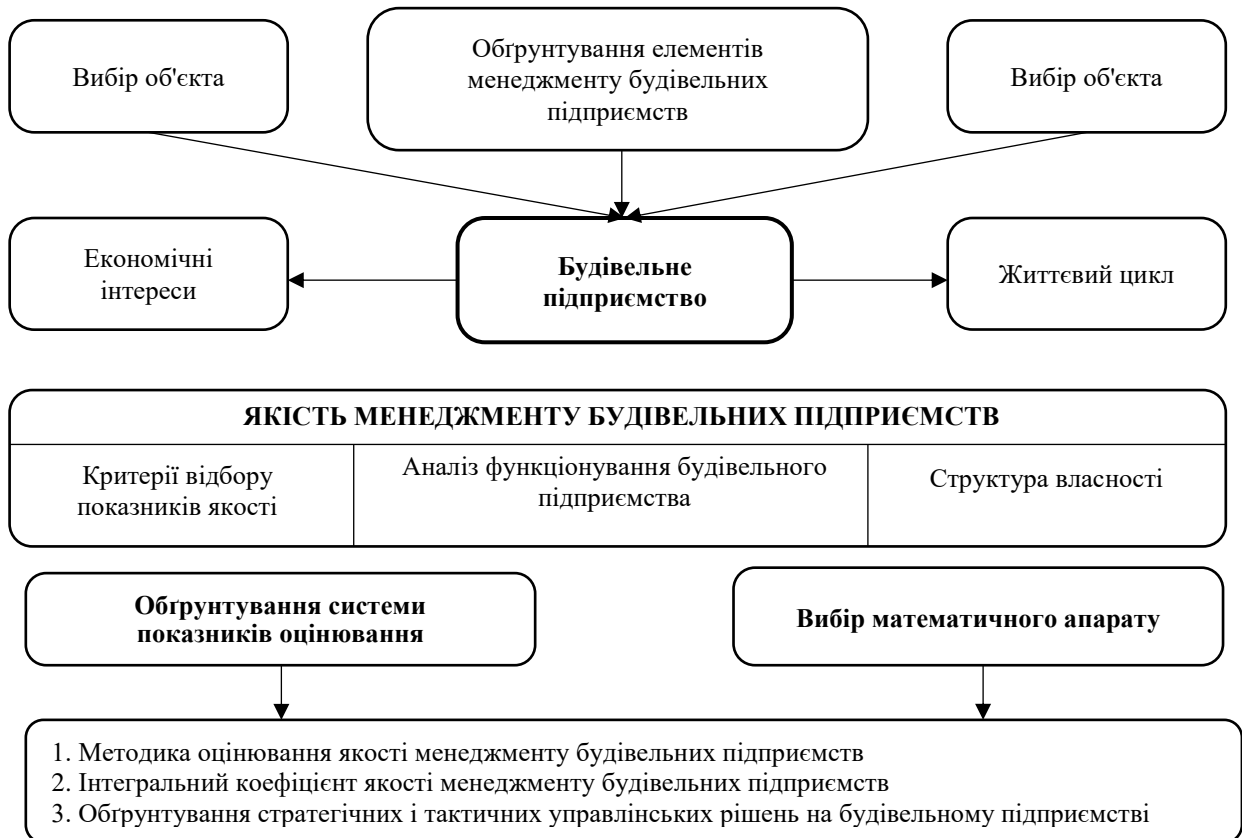 Вибір об'єкта
Обґрунтування елементів
менеджменту будівельних
підприємств
Вибір об'єкта
Економічні
інтереси
Будівельне
підприємство
Життєвий цикл
ЯКІСТЬ МЕНЕДЖМЕНТУ БУДІВЕЛЬНИХ ПІДПРИЄМСТВ
Критерії відбору
показників якості
Аналіз функціонування будівельного
підприємства
Структура власності
Обґрунтування системи
показників оцінювання
Вибір математичного апарату
1. Методика оцінювання якості менеджменту будівельних підприємств
2. Інтегральний коефіцієнт якості менеджменту будівельних підприємств
3. Обґрунтування стратегічних і тактичних управлінських рішень на будівельному підприємстві